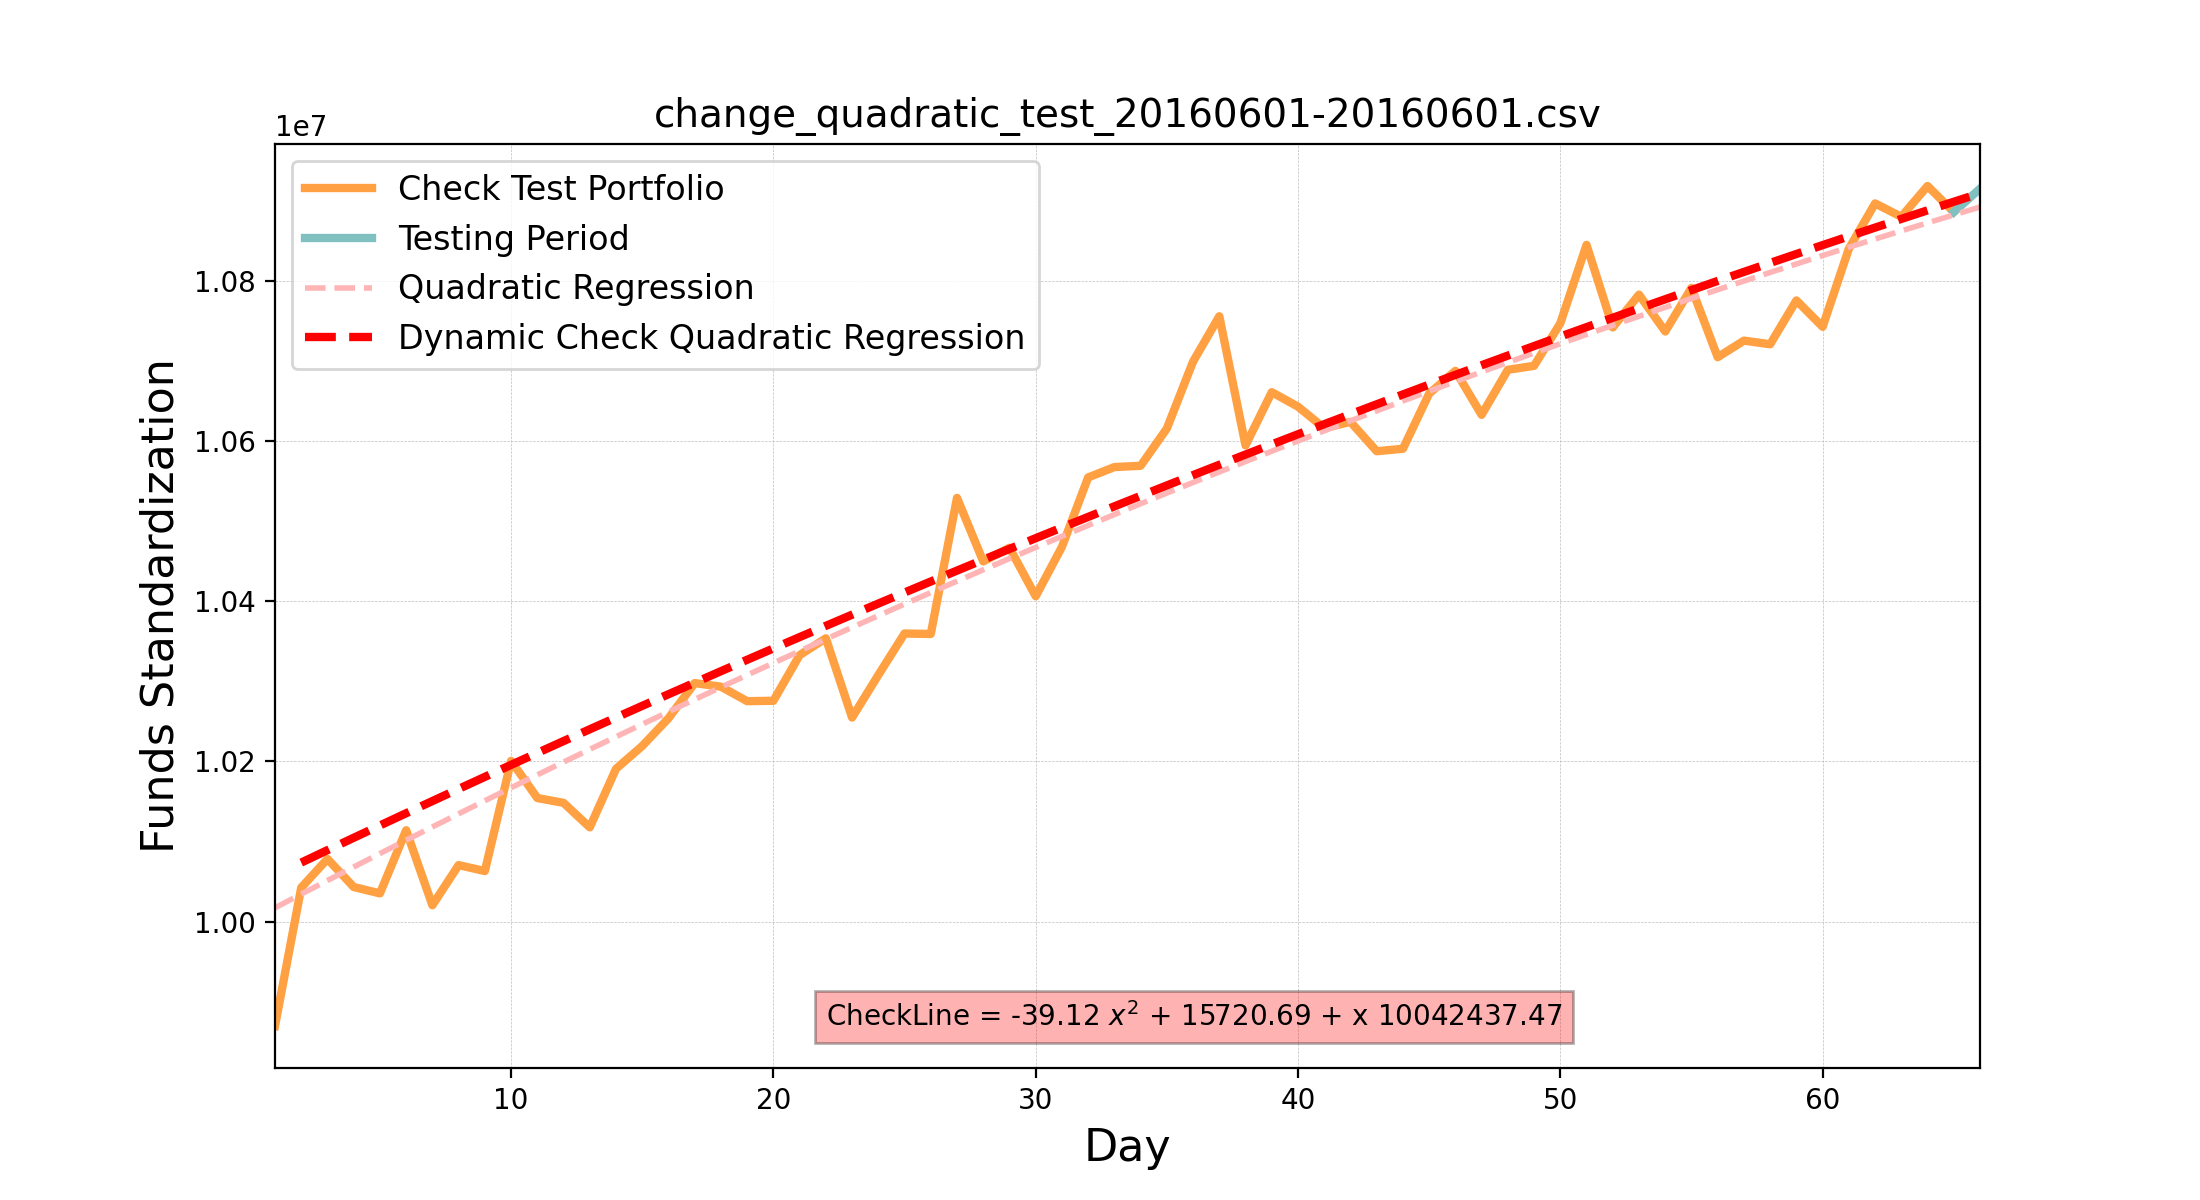 change_quadratic_test_20160601-20160601.csv
1e7
Check Test Portfolio
Testing Period
Quadratic Regression
Dynamic Check Quadratic Regression
1.08
1.06
1.04
1.02
1.00
Funds Standardization
CheckLine = -39.12 x² + 15720.69 + x 10042437.47
10 20 30 40 50 60
Day